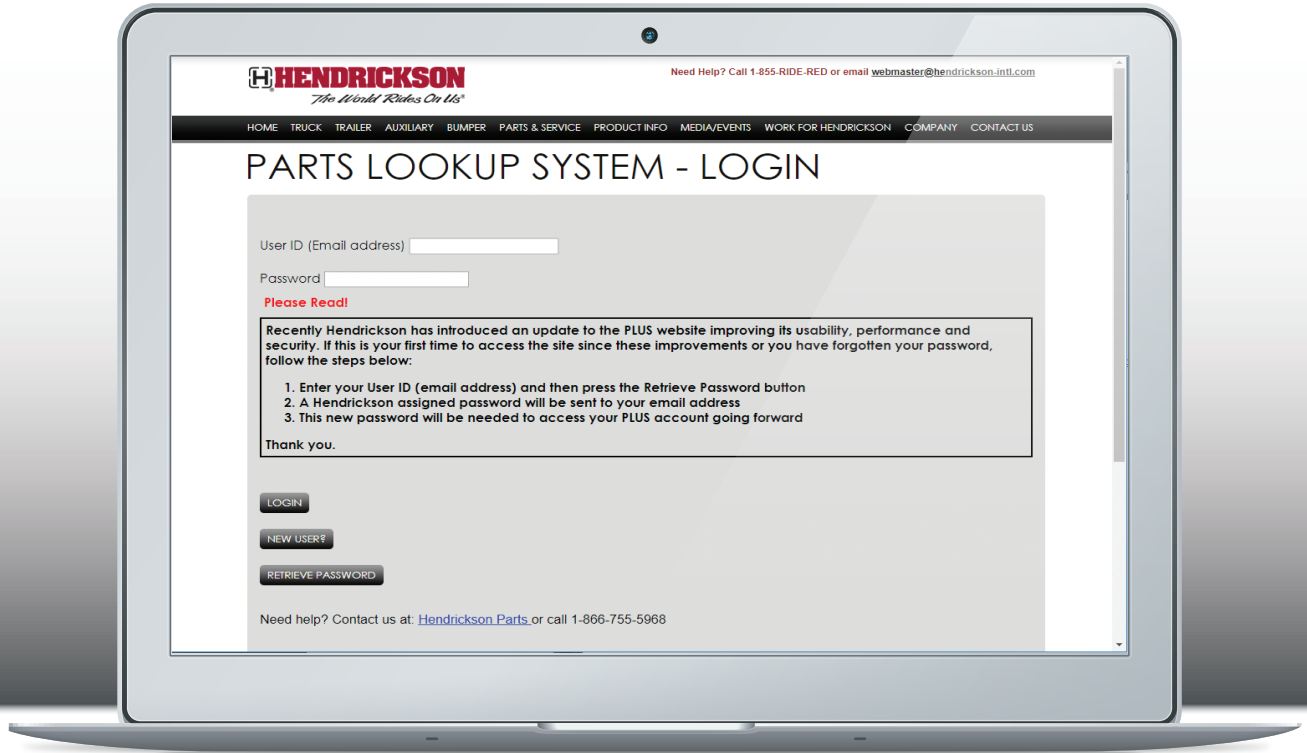 H HENDRICKSON
The World Rides On Us®
Need Help? Call 1-855-RIDE-RED or email webmaster@hendrickson-intl.com
HOME TRUCK TRAILER AUXILIARY BUMPER PARTS & SERVICE PRODUCT INFO MEDIA/EVENTS WORK FOR HENDRICKSON COMPANY CONTACT US
PARTS LOOKUP SYSTEM - LOGIN
User ID (Email address)
Password
Please Read!
Recently Hendrickson has introduced an update to the PLUS website improving its usability, performance and
security. If this is your first time to access the site since these improvements or you have forgotten your password,
follow the steps below:
1. Enter your User ID (email address) and then press the Retrieve Password button
2. A Hendrickson assigned password will be sent to your email address
3. This new password will be needed to access your PLUS account going forward
Thank you.
LOGIN
NEW USER?
RETRIEVE PASSWORD
Need help? Contact us at: Hendrickson Parts or call 1-866-755-5968